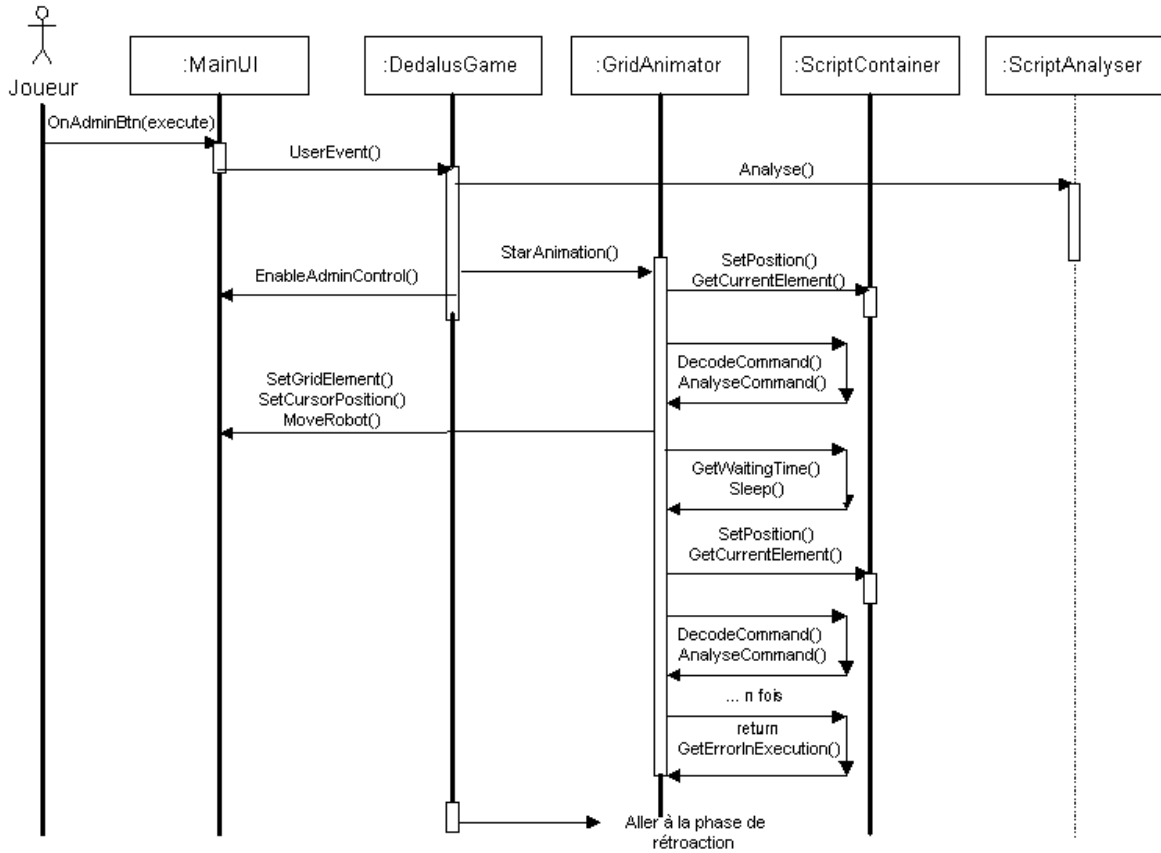 :MainUI
:DedalusGame
:GridAnimator
:ScriptContainer
:ScriptAnalyser
Joueur
OnAdminBtn(execute)
UserEvent()
Analyse()
StarAnimation()
SetPosition()
EnableAdminControl()
GetCurrentElement()
DecodeCommand()
AnalyseCommand()
SetGridElement()
SetCursorPosition()
MoveRobot()
GetWaitingTime()
Sleep()
SetPosition()
GetCurrentElement()
DecodeCommand()
AnalyseCommand()
... n fois
return
GetErrorInExecution()
Aller à la phase de
rétroaction